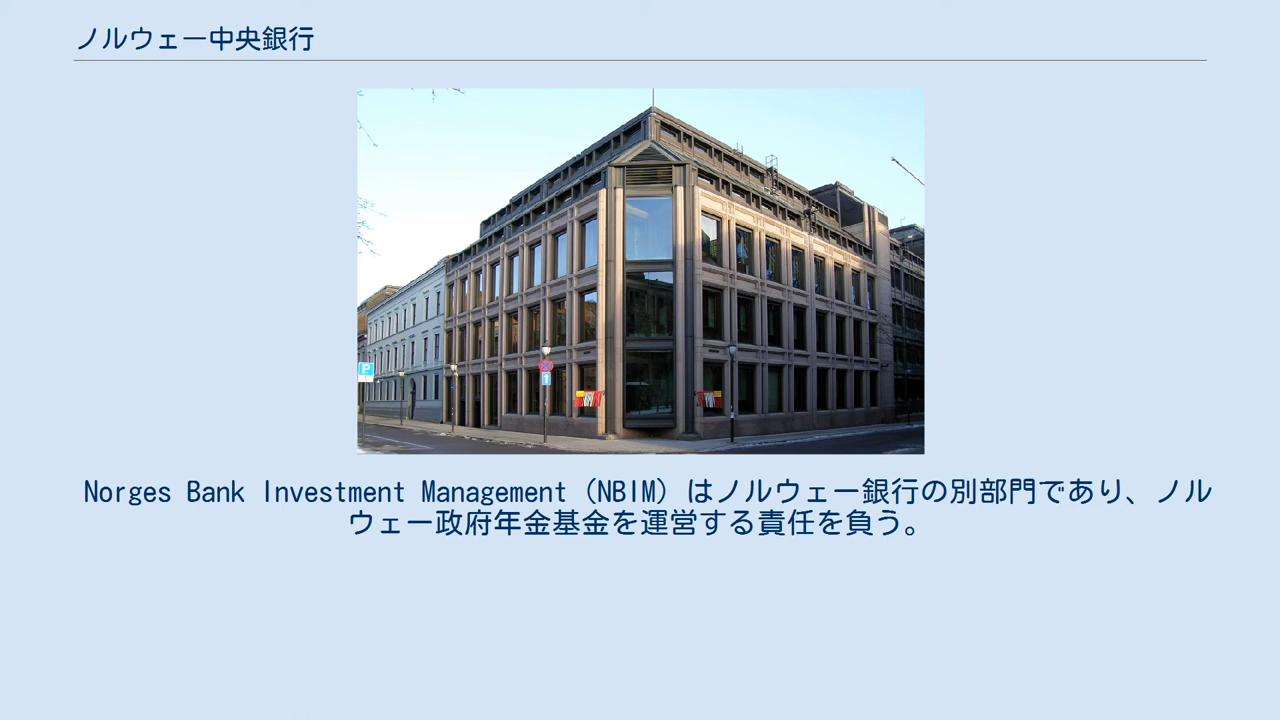 ノルウェー中央銀行
P
Norges Bank Investment Management (NBIM) はノルウェー銀行の別部門であり、ノル
ウェー政府年金基金を運営する責任を負う。